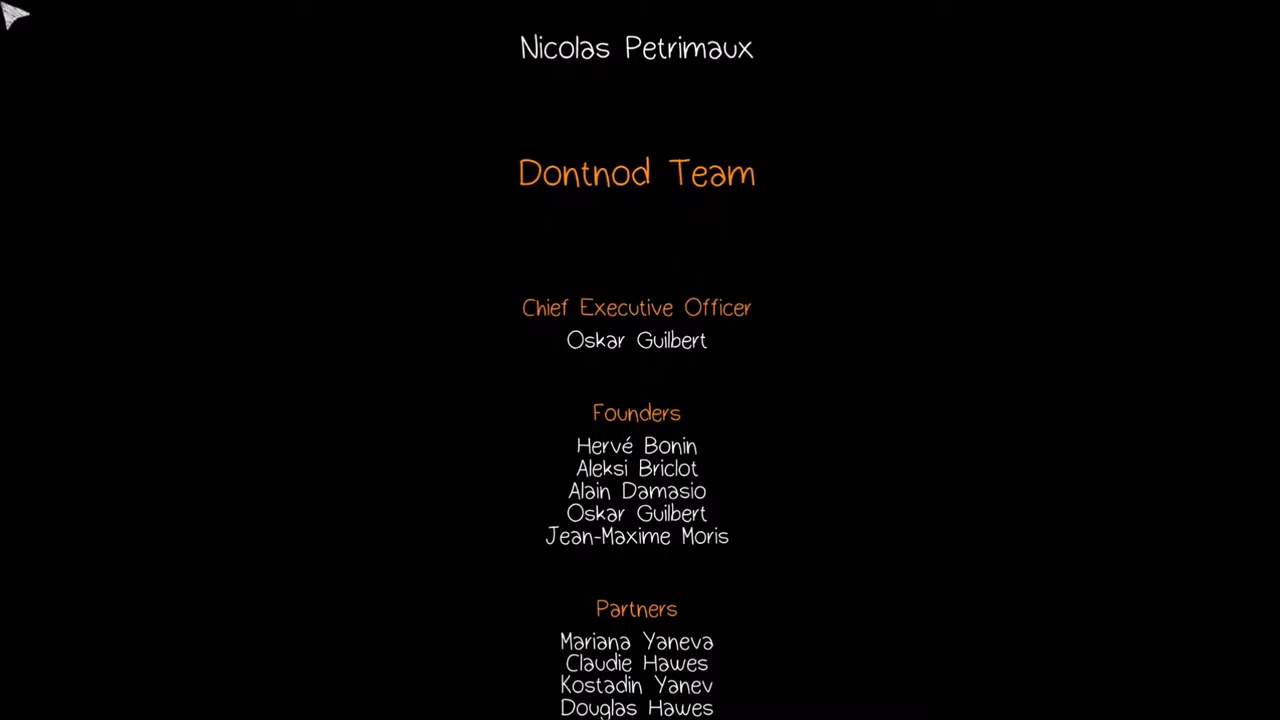 Nicolas Petrimaux
Dontnod Team
Chief Executive Officer
Oskar Guilbert
Founders
Hervé Bonin
Aleksi Briclot
Alain Damasio
Oskar Guilbert
Jean-Maxime Moris
Partners
Mariana Yaneva
Claudie Hawes
Kostadin Yanev
Douglas Hawes